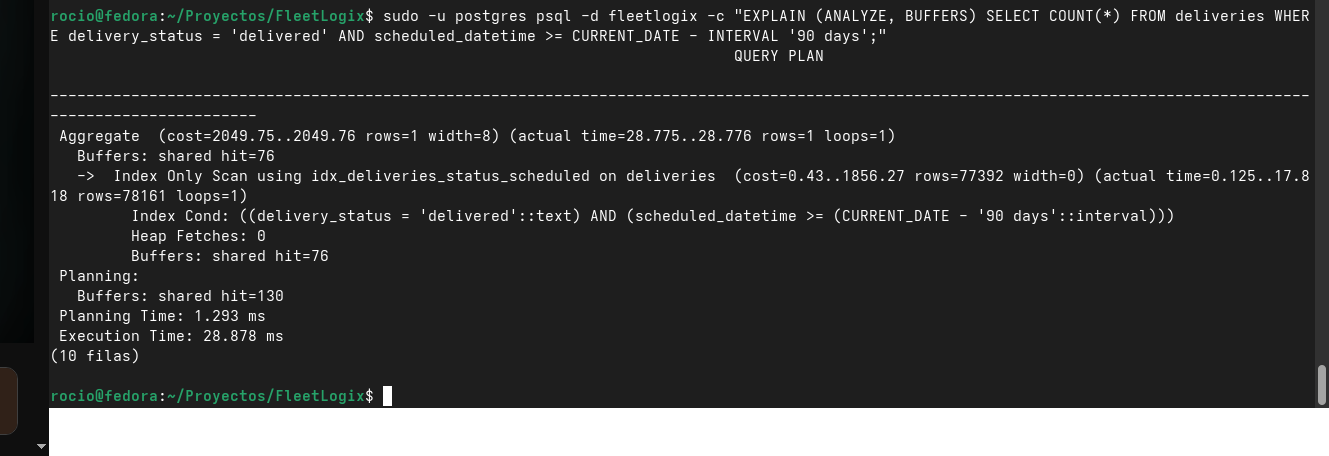 rocio@fedora:~/Proyectos/FleetLogix$ sudo -u postgres psql -d fleetlogix -c "EXPLAIN (ANALYZE, BUFFERS) SELECT COUNT(*) FROM deliveries WHER
E delivery_status = 'delivered' AND scheduled_datetime >= CURRENT_DATE - INTERVAL '90 days';"
QUERY PLAN
--------------------------------------------------------------------------------------------------------------------------------------------
-----------------------
Aggregate  (cost=2049.75..2049.76 rows=1 width=8) (actual time=28.775..28.776 rows=1 loops=1)
Buffers: shared hit=76
->  Index Only Scan using idx_deliveries_status_scheduled on deliveries  (cost=0.43..1856.27 rows=77392 width=0) (actual time=0.125..17.8
18 rows=78161 loops=1)
Index Cond: ((delivery_status = 'delivered'::text) AND (scheduled_datetime >= (CURRENT_DATE - '90 days'::interval)))
Heap Fetches: 0
Buffers: shared hit=76
Planning:
Buffers: shared hit=130
Planning Time: 1.293 ms
Execution Time: 28.878 ms
(10 filas)
rocio@fedora:~/Proyectos/FleetLogix$